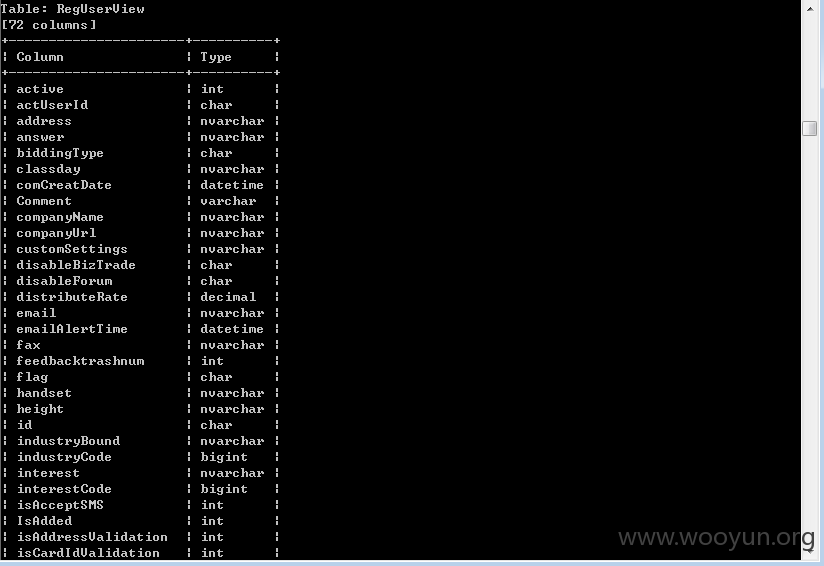 Table: RegUserView
[72 columns]
+----------------------+----------+
| Column | Type |
+----------------------+----------+
| active | int |
| actUserId | char |
| address | nvarchar |
| answer | nvarchar |
| biddingType | char |
| classday | nvarchar |
| comCreatDate | datetime |
| Comment | varchar |
| companyName | nvarchar |
| companyUrl | nvarchar |
| customSettings | nvarchar |
| disableBizTrade | char |
| disableForum | char |
| distributeRate | decimal |
| email | nvarchar |
| emailAlertTime | datetime |
| fax | nvarchar |
| feedbacktrashnum | int |
| flag | char |
| handset | nvarchar |
| height | nvarchar |
| id | char |
| industryBound | nvarchar |
| industryCode | bigint |
| interest | nvarchar |
| interestCode | bigint |
| isAcceptSMS | int |
| IsAdded | int |
| isAddressValidation | int |
| isCardIdValidation | int |
www.wooyun.org